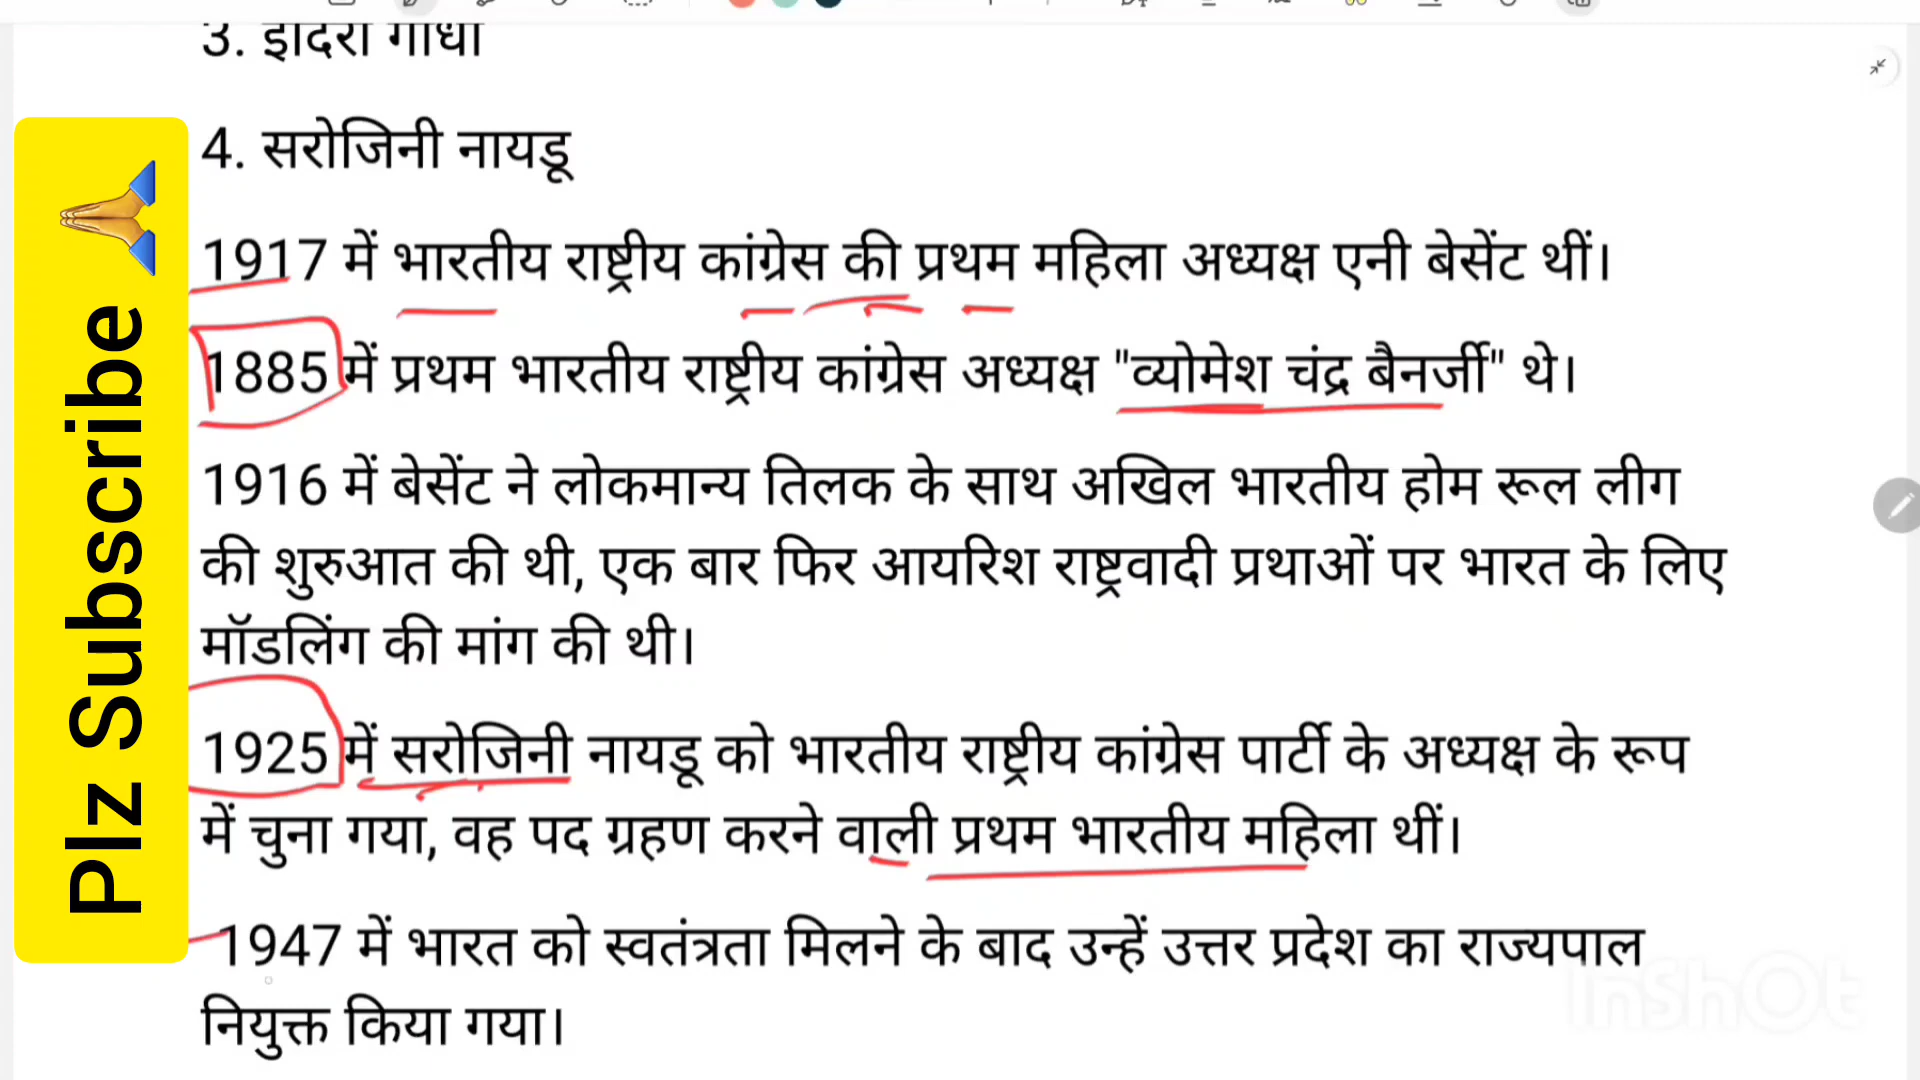 3. इंदिरा गांधी
4. सरोजिनी नायडू
1917 में भारतीय राष्ट्रीय कांग्रेस की प्रथम महिला अध्यक्ष एनी बेसेंट थीं।
1885 में प्रथम भारतीय राष्ट्रीय कांग्रेस अध्यक्ष "व्योमेश चंद्र बैनर्जी" थे।
1916 में बेसेंट ने लोकमान्य तिलक के साथ अखिल भारतीय होम रूल लीग
की शुरुआत की थी, एक बार फिर आयरिश राष्ट्रवादी प्रथाओं पर भारत के लिए
मॉडलिंग की मांग की थी।
1925 में सरोजिनी नायडू को भारतीय राष्ट्रीय कांग्रेस पार्टी के अध्यक्ष के रूप
में चुना गया, वह पद ग्रहण करने वाली प्रथम भारतीय महिला थीं।
1947 में भारत को स्वतंत्रता मिलने के बाद उन्हें उत्तर प्रदेश का राज्यपाल
नियुक्त किया गया।
Plz Subscribe 🙏
InShOt